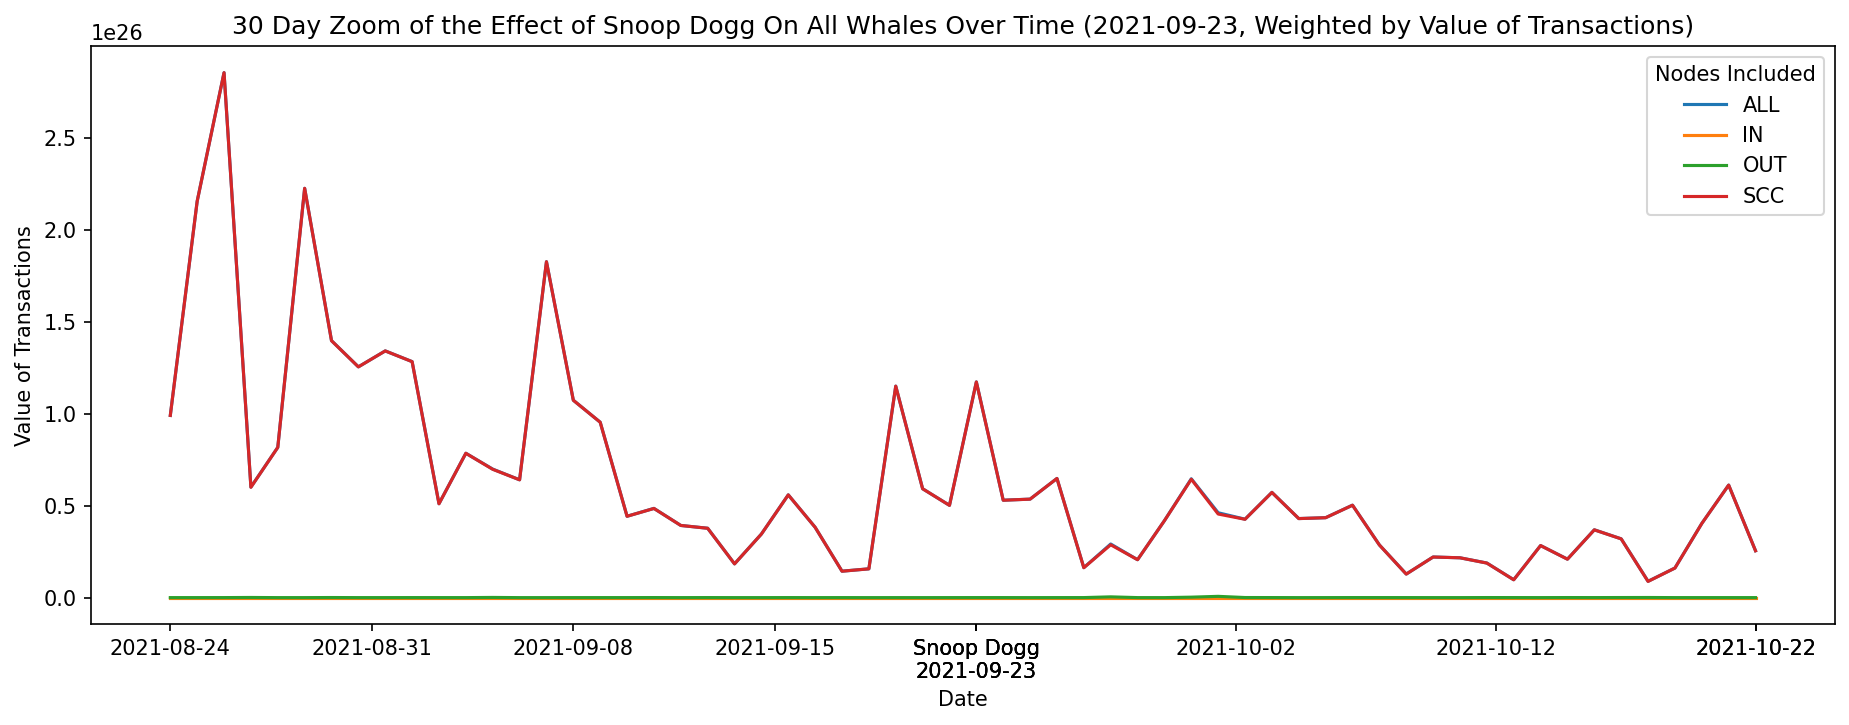 30 Day Zoom of the Effect of Snoop Dogg On All Whales Over Time (2021-09-23, Weighted by Value of Transactions)
1e26
2.5
2.0
1.5
1.0
0.5
0.0
Value of Transactions
Nodes Included
ALL
IN
OUT
SCC
2021-08-24 2021-08-31 2021-09-08 2021-09-15 Snoop Dogg 2021-10-02 2021-10-12 2021-10-22
2021-09-23
Date